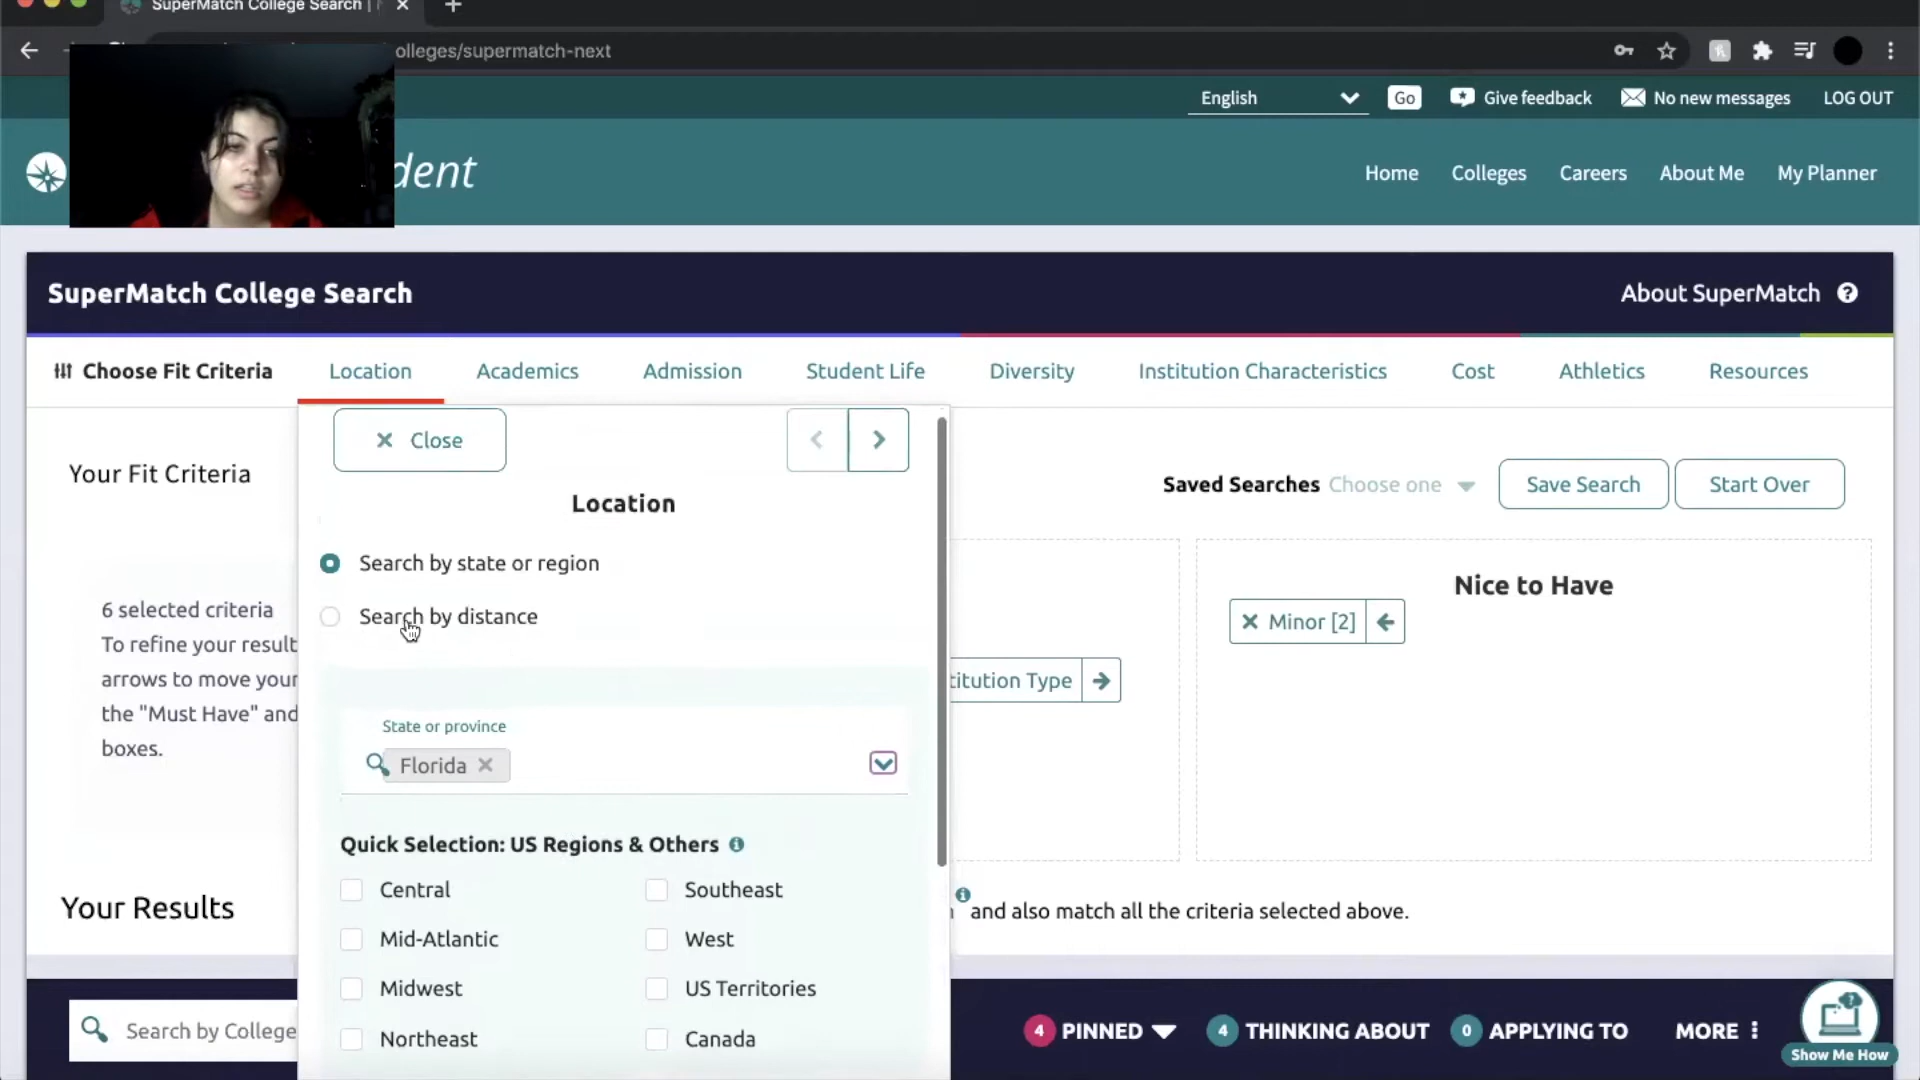 SuperMatch College Search |
olleges/supermatch-next
English
Go
Give feedback
No new messages
LOG OUT
dent
Home
Colleges
Careers
About Me
My Planner
SuperMatch College Search
About SuperMatch
Choose Fit Criteria
Location
Academics
Admission
Student Life
Diversity
Institution Characteristics
Cost
Athletics
Resources
Close
Your Fit Criteria
Location
Saved Searches Choose one
Save Search
Start Over
Search by state or region
Search by distance
Nice to Have
6 selected criteria
To refine your result
arrows to move your
the "Must Have" and
boxes.
Minor [2]
titution Type
State or province
Florida
Quick Selection: US Regions & Others
Central
Southeast
Mid-Atlantic
West
Midwest
US Territories
Northeast
Canada
Your Results
and also match all the criteria selected above.
Search by College
4 PINNED
4 THINKING ABOUT
0 APPLYING TO
MORE
Show Me How